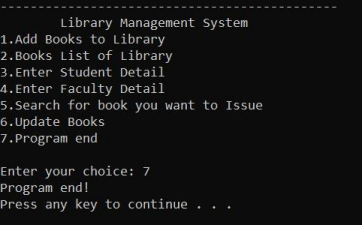 --------------------------------------------
Library Management System
1.Add Books to Library
2.Books List of Library
3.Enter Student Detail
4.Enter Faculty Detail
5.Search for book you want to Issue
6.Update Books
7.Program end
Enter your choice: 7
Program end!
Press any key to continue . . .